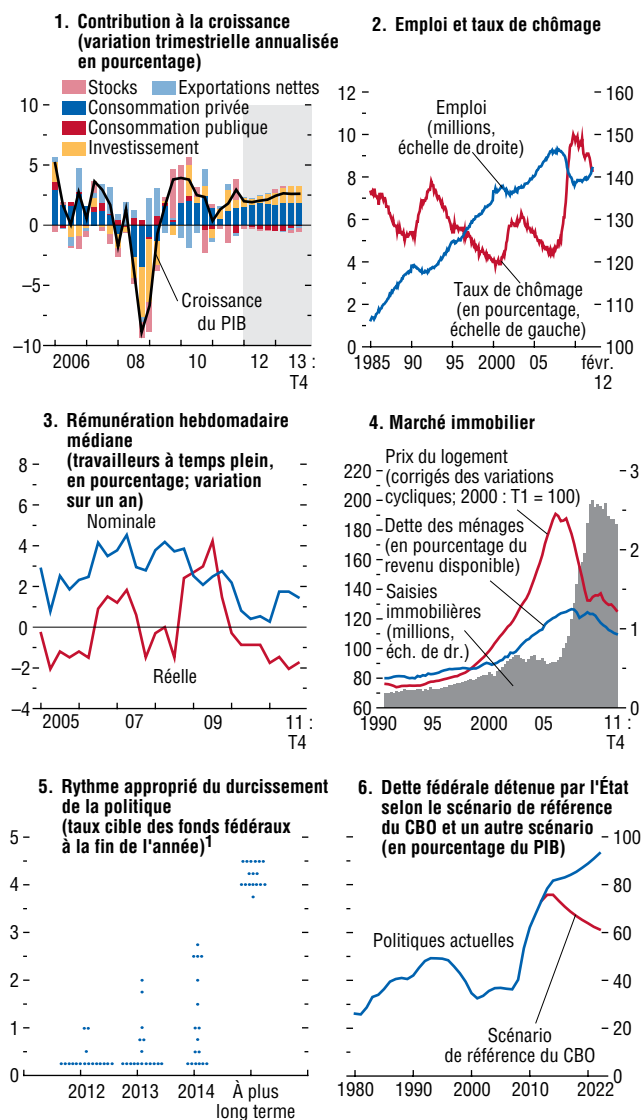 1. Contribution à la croissance
(variation trimestrielle annualisée
en pourcentage)
Stocks
Exportations nettes
Consommation privée
Consommation publique
Investissement
10
5
0
–5
–10
Croissance
du PIB
2006 08 10 12 13 :
T4
2. Emploi et taux de chômage
12
10
8
6
4
2
0
160
150
140
130
120
110
100
Emploi
(millions,
échelle de droite)
Taux de chômage
(en pourcentage,
échelle de gauche)
1985 90 95 2000 05 févr.
12
3. Rémunération hebdomadaire
médiane
(travailleurs à temps plein,
en pourcentage; variation
sur un an)
8
6
4
2
0
–2
–4
Nominale
Réelle
2005 07 09 11 :
T4
4. Marché immobilier
220
200
180
160
140
120
100
80
60
3
2
1
0
Prix du logement
(corrigés des variations
cycliques; 2000 : T1 = 100)
Dette des ménages
(en pourcentage du
revenu disponible)
Saisies
immobilières
(millions,
éch. de dr.)
1990 95 2000 05 11 :
T4
5. Rythme approprié du durcissement
de la politique
(taux cible des fonds fédéraux
à la fin de l'année)1
5
4
3
2
1
0
2012 2013 2014 À plus
long terme
6. Dette fédérale détenue par l'État
selon le scénario de référence
du CBO et un autre scénario
(en pourcentage du PIB)
100
80
60
40
20
0
Politiques actuelles
Scénario
de référence du CBO
1980 1990 2000 2010 2022